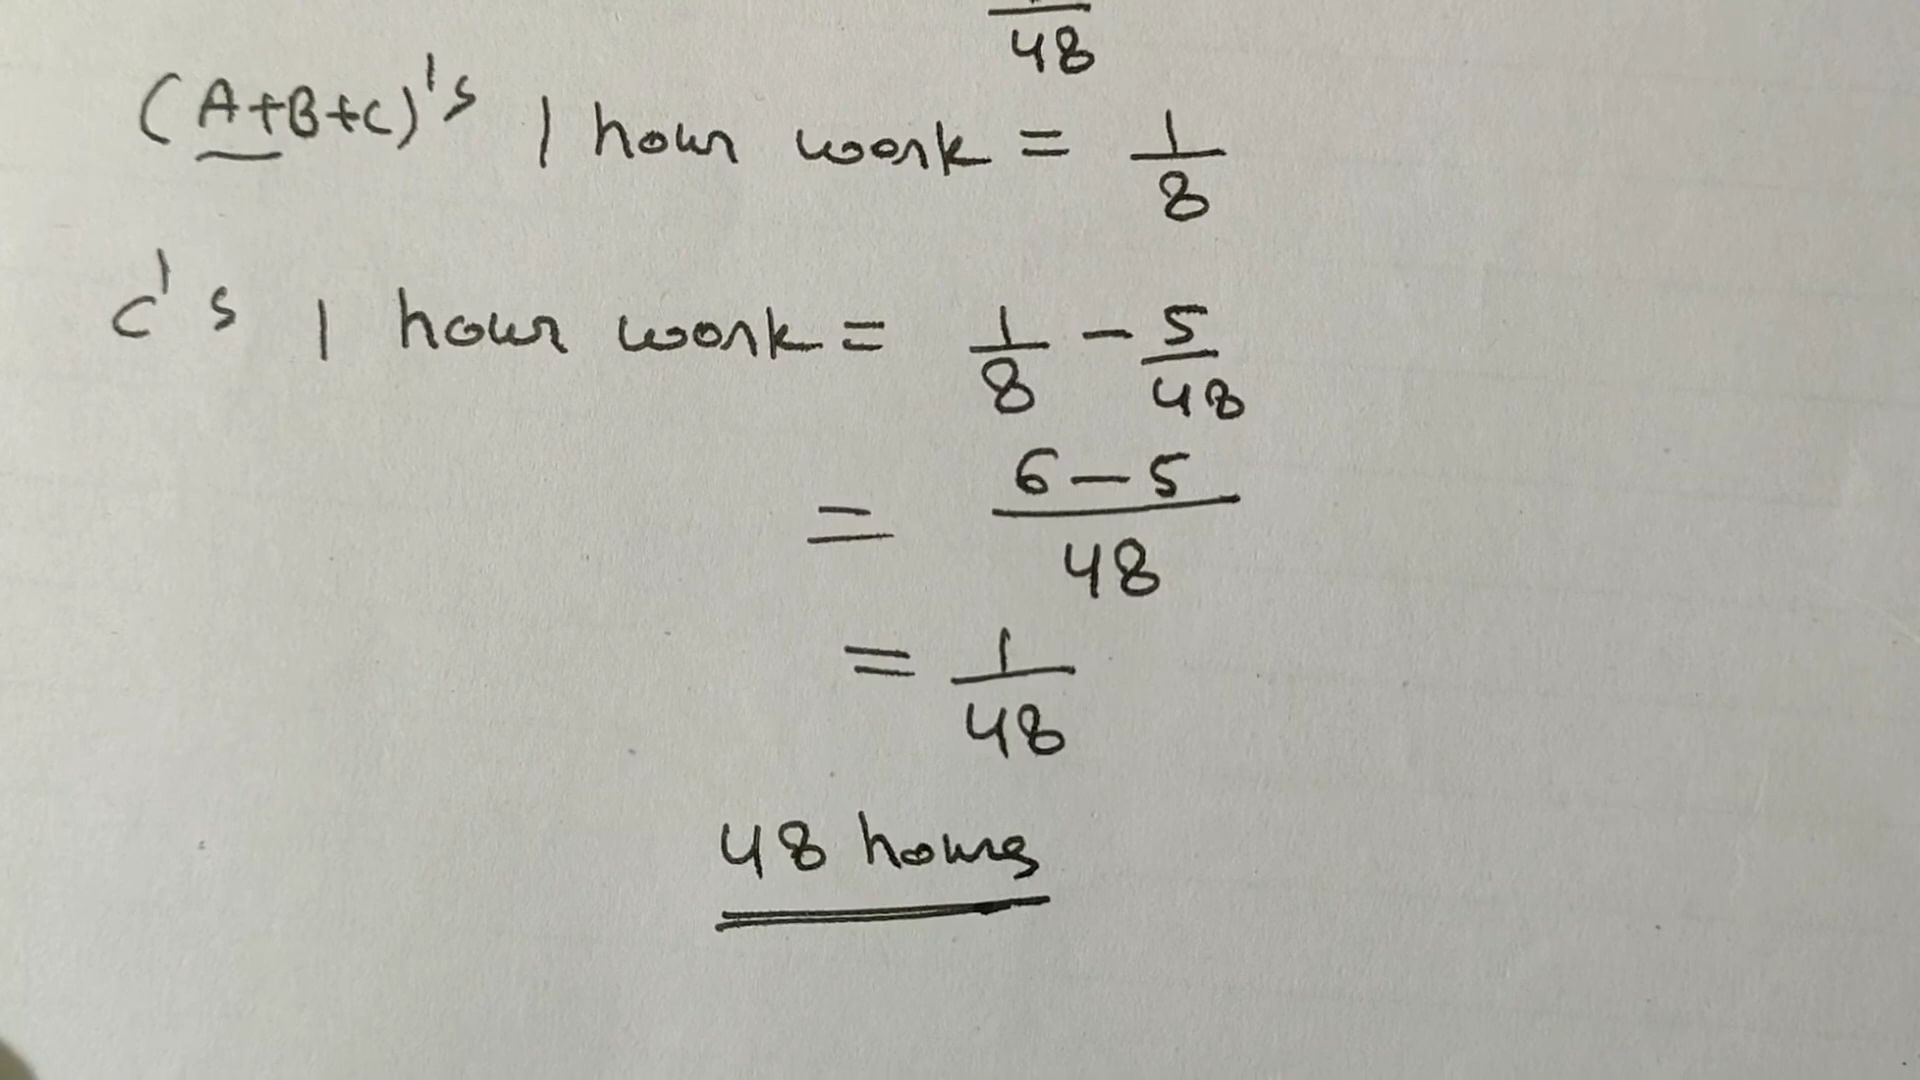 48
(A+B+C)'s 1 hour work = 1/8
C's 1 hour work = 1/8 - 5/48
= 6-5/48
= 1/48
48 hours